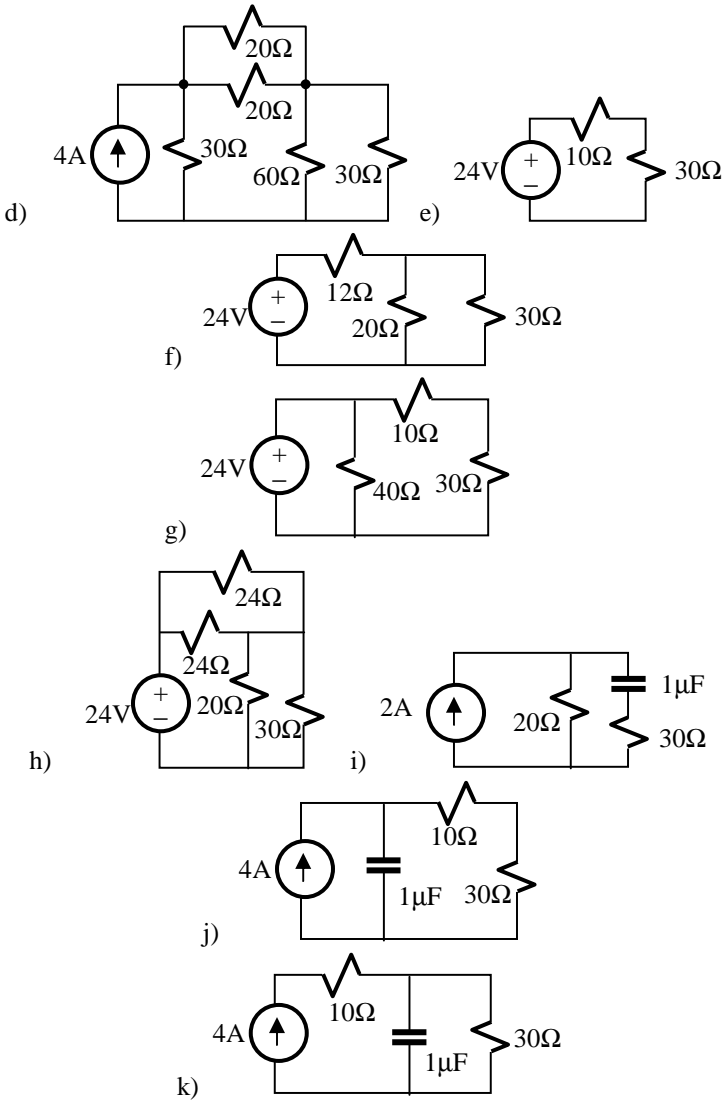 20Ω
20Ω
4A 30Ω 60Ω 30Ω
d)
24V + − 10Ω 30Ω
e)
24V + − 12Ω 20Ω 30Ω
f)
24V + − 10Ω 40Ω 30Ω
g)
24Ω
24Ω
24V + − 20Ω 30Ω
h)
2A 20Ω 1µF 30Ω
i)
10Ω
4A 1µF 30Ω
j)
10Ω
4A 1µF 30Ω
k)